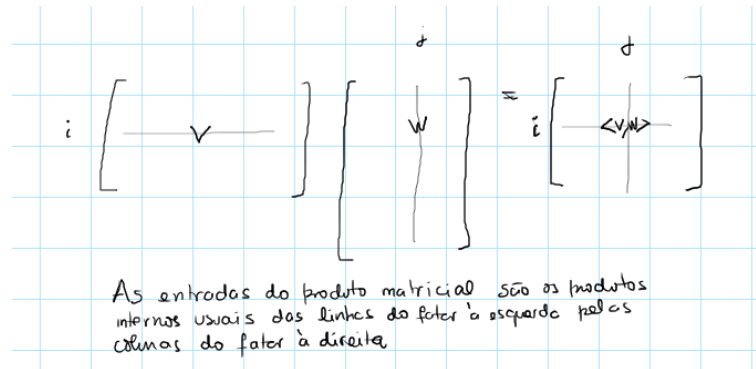 j j
i [ v ] [ w ] = i [ <v,w> ]
As entradas do produto matricial são os produtos
internos usuais das linhas do fator à esquerda pelas
colunas do fator à direita